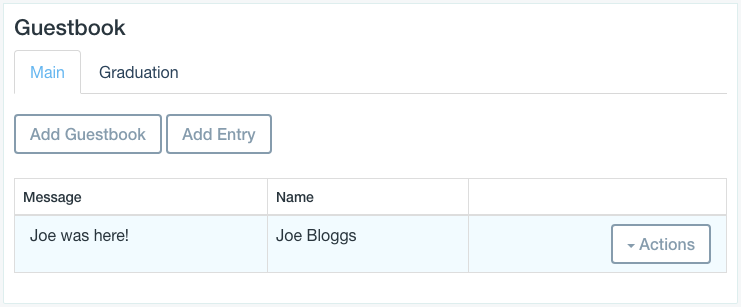 Guestbook
Main Graduation
Add Guestbook Add Entry
Message Name
Joe was here! Joe Bloggs Actions